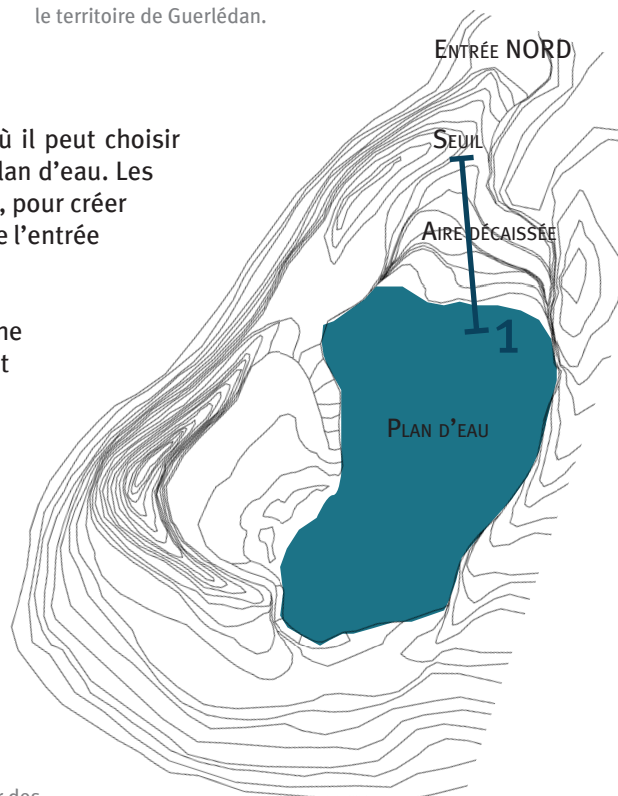 le territoire de Guerlédan.
Entrée NORD
ù il peut choisir
lan d’eau. Les
, pour créer
e l’entrée
ne
t
Seuil
Aire décaissée
1
Plan d’eau
r des